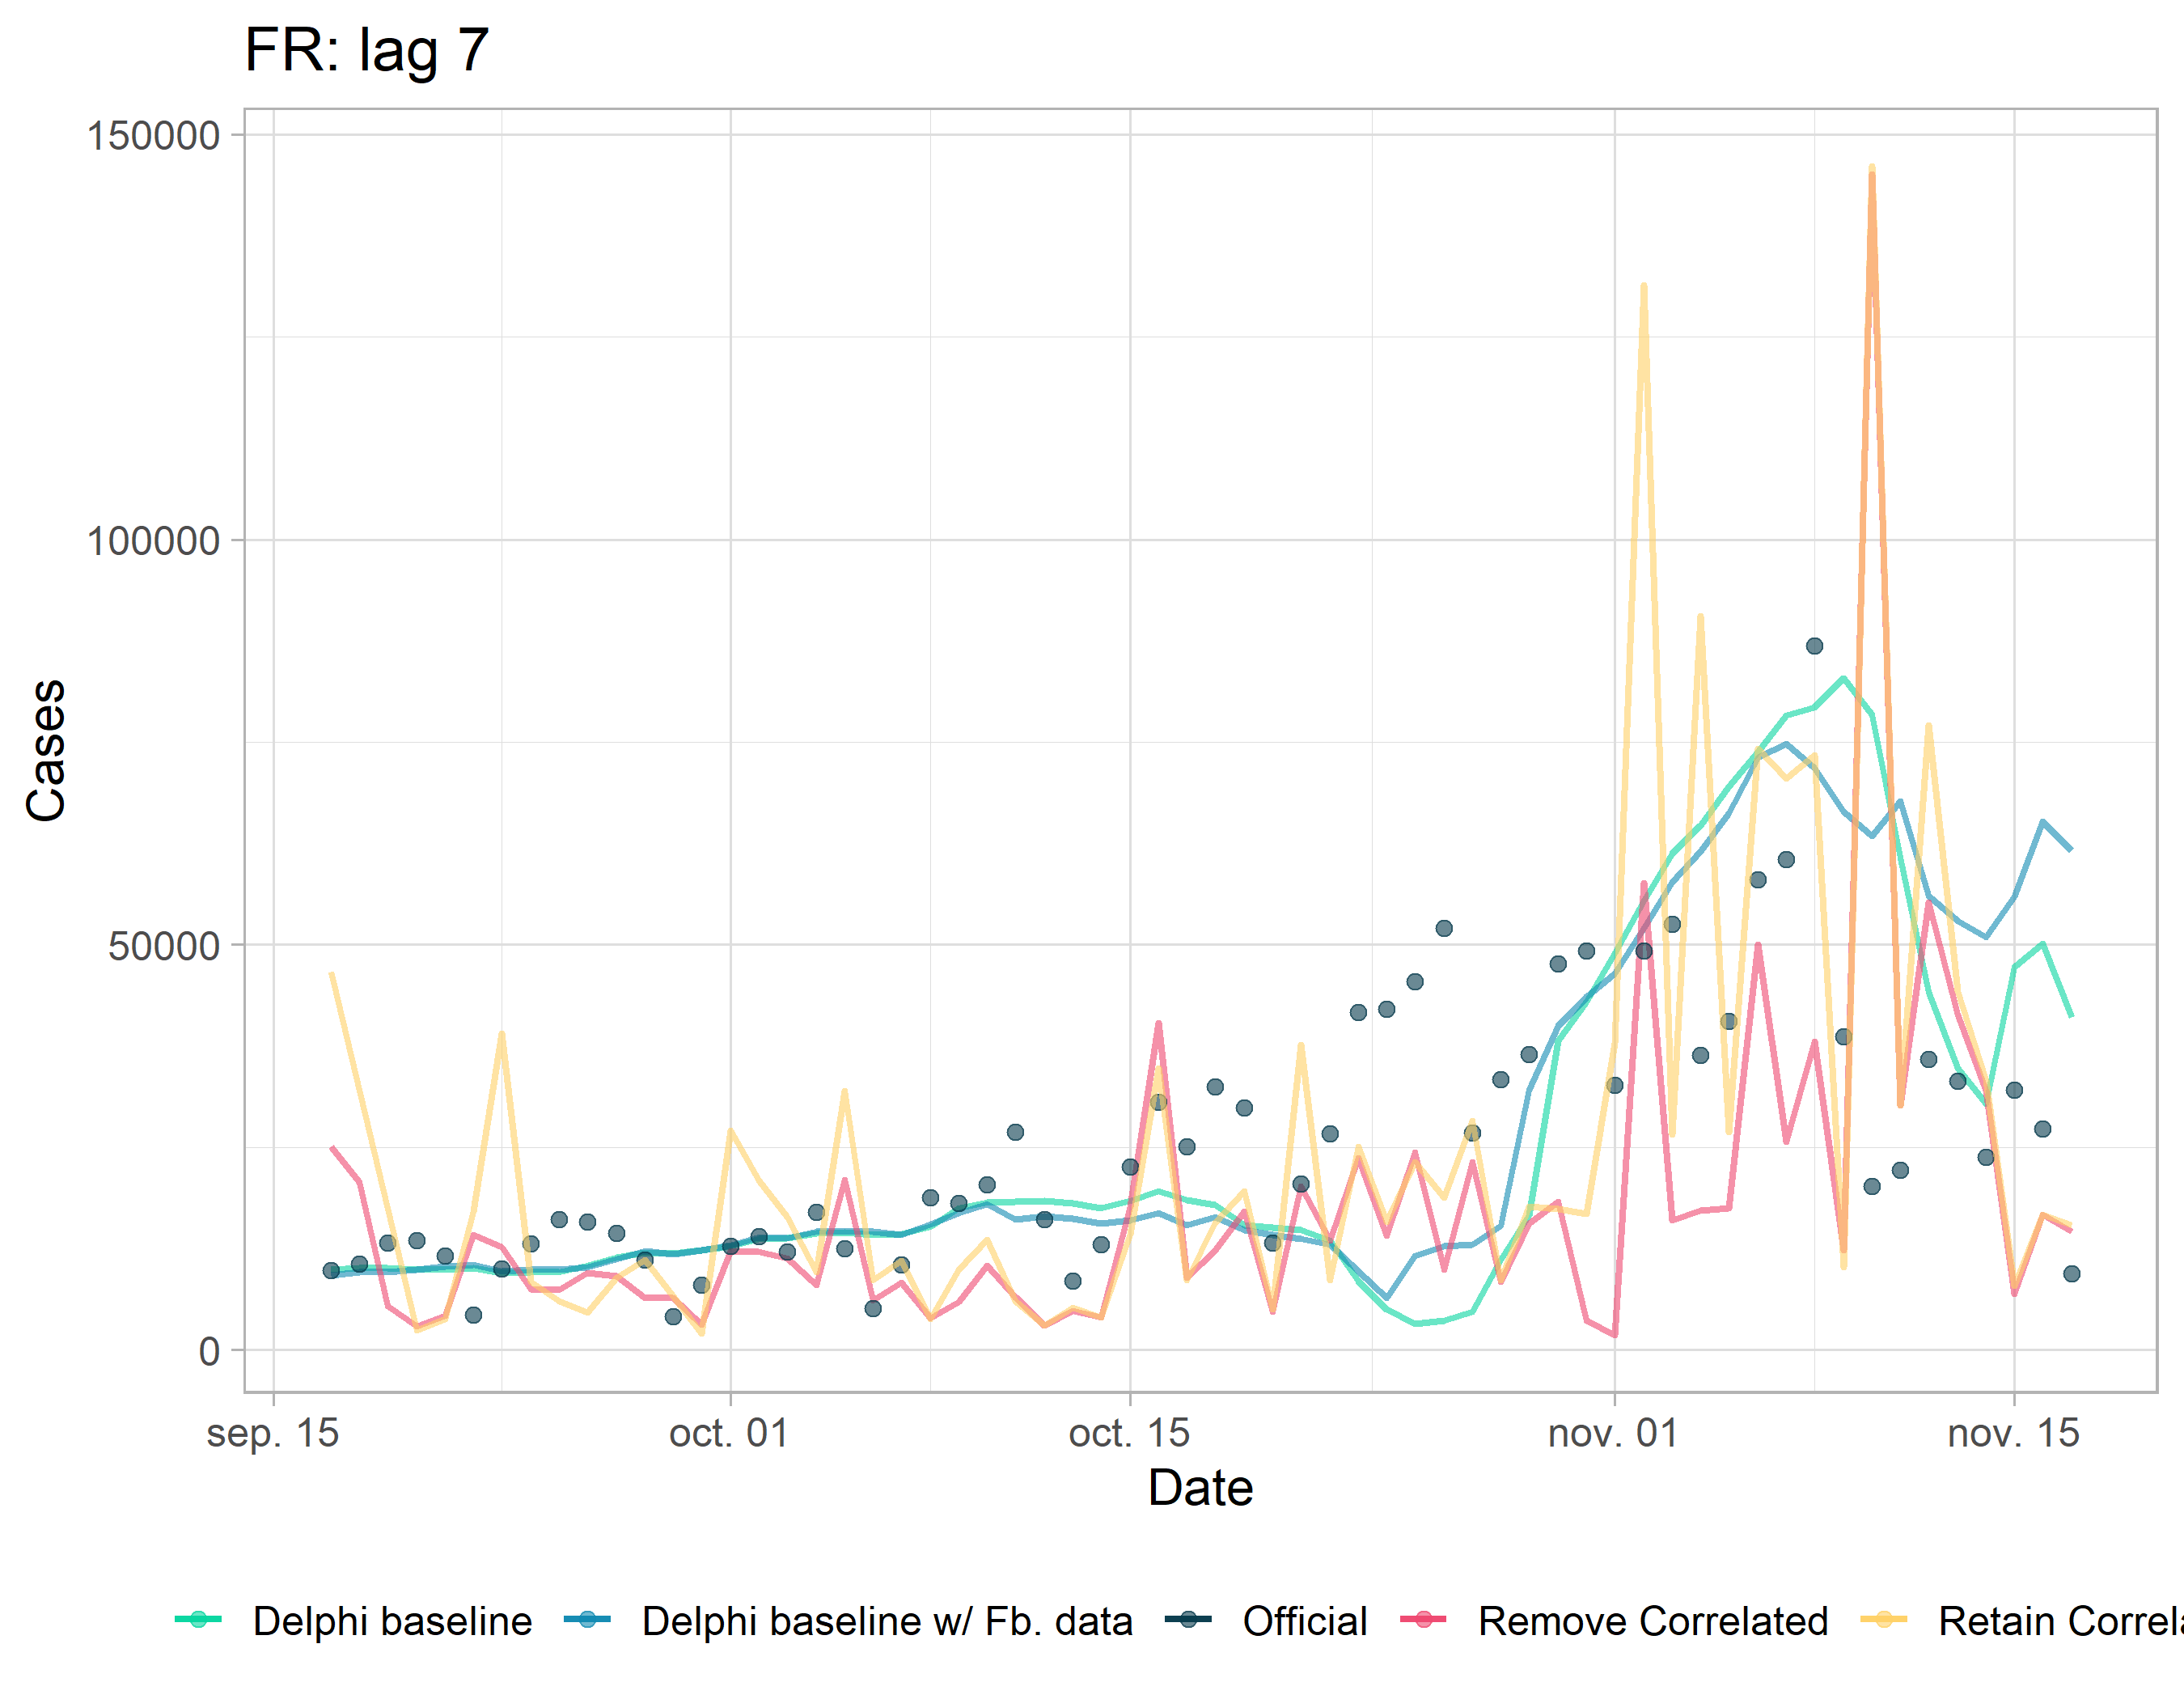 FR: lag 7
150000
100000
50000
0
Cases
sep. 15 oct. 01 oct. 15 nov. 01 nov. 15
Date
Delphi baseline Delphi baseline w/ Fb. data Official Remove Correlated Retain